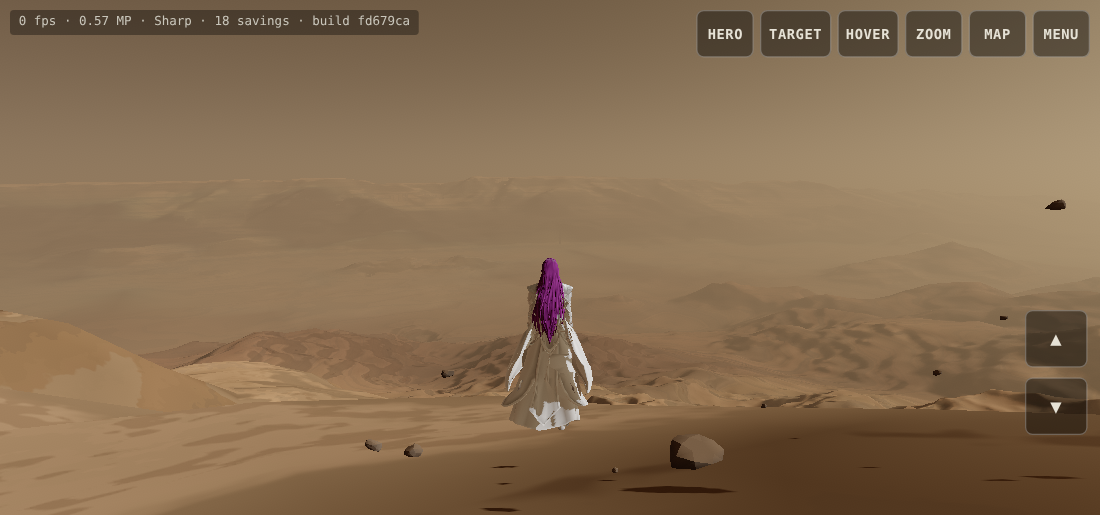 0 fps · 0.57 MP · Sharp · 18 savings · build fd679ca
HERO
TARGET
HOVER
ZOOM
MAP
MENU
▲
▼